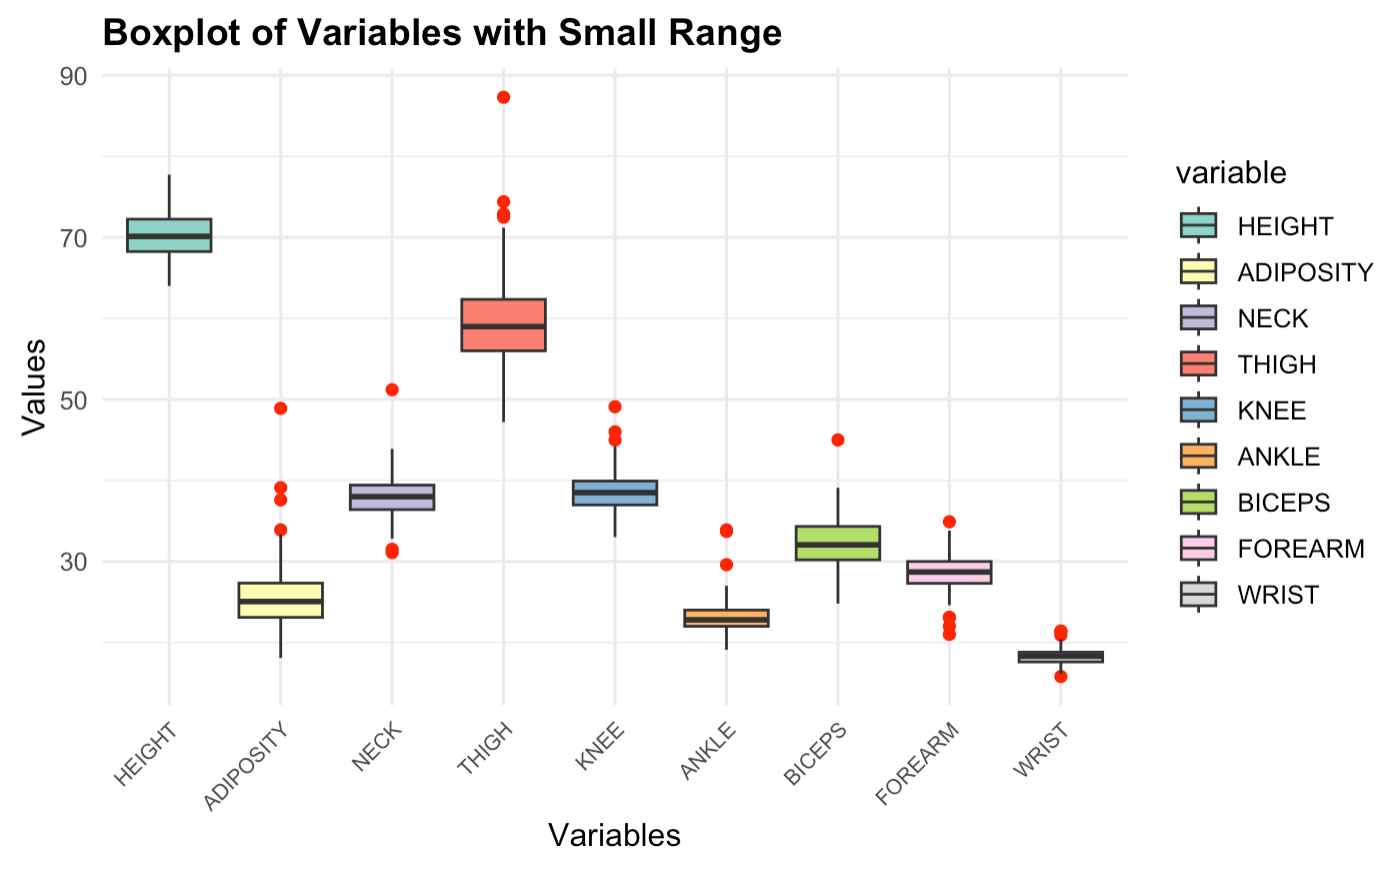 Boxplot of Variables with Small Range
90
70
50
30
Values
HEIGHT
ADIPOSITY
NECK
THIGH
KNEE
ANKLE
BICEPS
FOREARM
WRIST
Variables
variable
HEIGHT
ADIPOSITY
NECK
THIGH
KNEE
ANKLE
BICEPS
FOREARM
WRIST